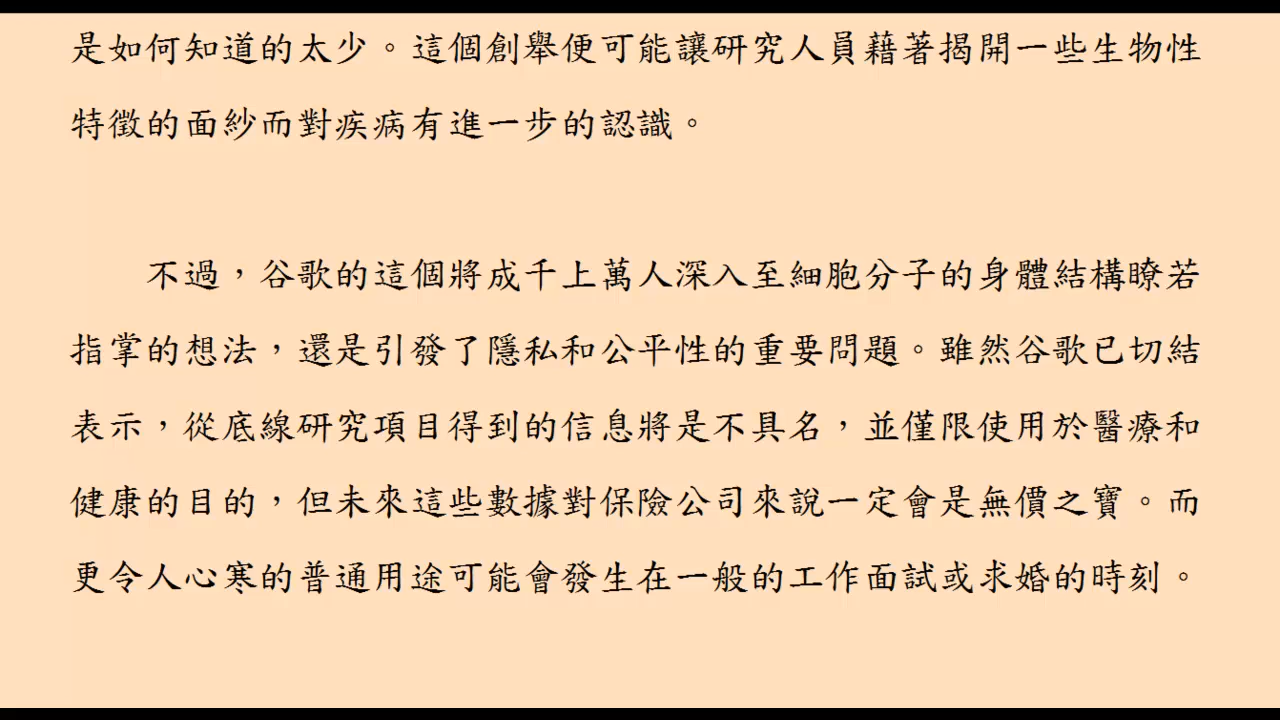 是如何知道的太少。這個創舉便可能讓研究人員藉著揭開一些生物性
特徵的面紗而對疾病有進一步的認識。
不過，谷歌的這個將成千上萬人深入至細胞分子的身體結構瞭若
指掌的想法，還是引發了隱私和公平性的重要問題。雖然谷歌已切結
表示，從底線研究項目得到的信息將是不具名，並僅限使用於醫療和
健康的目的，但未來這些數據對保險公司來說一定會是無價之寶。而
更令人心寒的普通用途可能會發生在一般的工作面試或求婚的時刻。